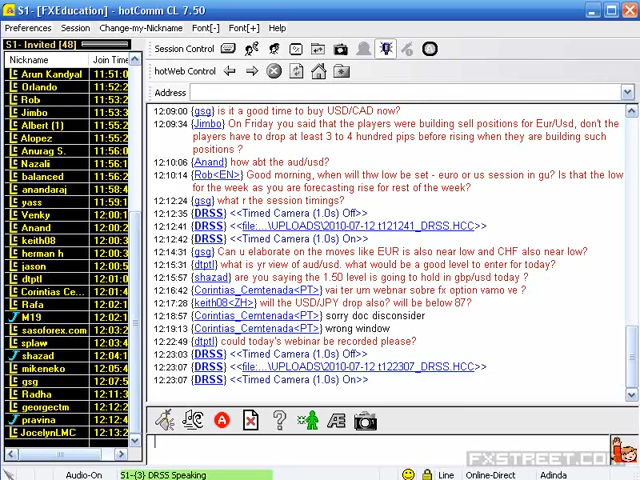 S1- [FXEducation] - hotComm CL 7.50
Preferences Session Change-my-Nickname Font[-] Font[+] Help
S1- Invited [48]
Nickname Join Time
Arun Kandyal 11:51:0
Orlando 11:52:2
Rob 11:53:2
Jimbo 11:53:3
Albert (1) 11:55:0
Alopez 11:55:2
Anurag S. 11:57:0
Nazali 11:56:1
balanced 11:56:2
anandaraj 11:58:4
yass 11:59:1
Venky 12:00:0
Anand 12:00:2
keith08 12:00:3
herman h 12:01:2
jason 12:01:2
dtptl 12:01:2
Corintias Ce... 12:01:3
Rafa 12:01:4
M19 12:02:0
sasoforex.com 12:02:0
splaw 12:03:4
shazad 12:04:1
mikeneko 12:05:0
gsg 12:07:5
Radha 12:11:3
georgectm 12:12:2
pravina 12:12:4
JocelynLMC 12:13:2
Session Control
hotWeb Control
Address
12:09:00 {gsg} is it a good time to buy USD/CAD now?
12:09:34 {Jimbo} On Friday you said that the players were building sell positions for Eur/Usd, don't the
players have to drop at least 3 to 4 hundred pips before rising when they are building such
positions ?
12:10:06 {Anand} how abt the aud/usd?
12:10:14 {Rob<EN>} Good morning, when will thw low be set - euro or us session in gu? Is that the low
for the week as you are forecasting rise for rest of the week?
12:12:24 {gsg} what r the session timings?
12:12:35 {DRSS} <<Timed Camera (1.0s) Off>>
12:12:41 {DRSS} <<file:...\UPLOADS\2010-07-12 t121241_DRSS.HCC>>
12:12:42 {DRSS} <<Timed Camera (1.0s) On>>
12:14:31 {gsg} Can u elaborate on the moves like EUR is also near low and CHF also near low?
12:15:31 {dtptl} what is yr view of aud/usd. what would be a good level to enter for today?
12:15:57 {shazad} are you saying the 1.50 level is going to hold in gbp/usd today ?
12:16:42 {Corintias_Cemtenada<PT>} vai ter um webnar sobre fx option vamo ve ?
12:17:28 {keith08<ZH>} will the USD/JPY drop also? will be below 87?
12:18:57 {Corintias_Cemtenada<PT>} sorry doc disconsider
12:19:13 {Corintias_Cemtenada<PT>} wrong window
12:22:49 {dtptl} could today's webinar be recorded please?
12:23:03 {DRSS} <<Timed Camera (1.0s) Off>>
12:23:07 {DRSS} <<file:...\UPLOADS\2010-07-12 t122307_DRSS.HCC>>
12:23:07 {DRSS} <<Timed Camera (1.0s) On>>
FXSTREET.CO
Audio-On S1-{3} DRSS Speaking Line Online-Direct Adinda